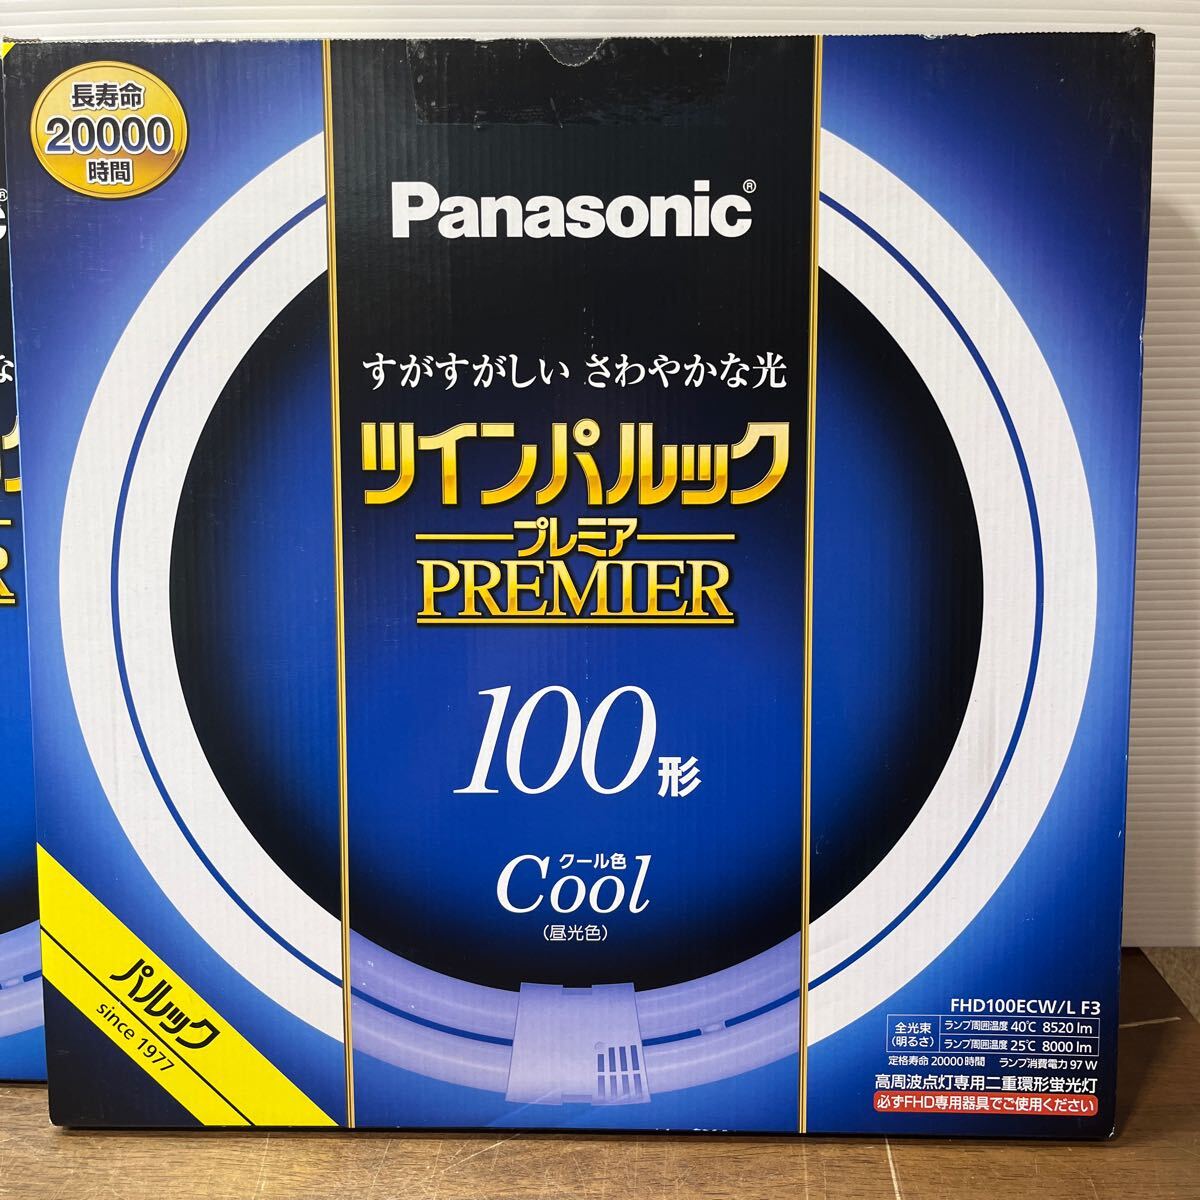 長寿命
20000
時間
Panasonic®
すがすがしい さわやかな光
ツインパルック
プレミア
PREMIER
100形
クール色
Cool
(昼光色)
パルック
since 1977
FHD100ECW/L F3
全光束
(明るさ)
ランプ周囲温度 40℃ 8520 lm
ランプ周囲温度 25℃ 8000 lm
定格寿命 20000時間 ランプ消費電力 97 W
高周波点灯専用二重環形蛍光灯
必ずFHD専用器具でご使用ください